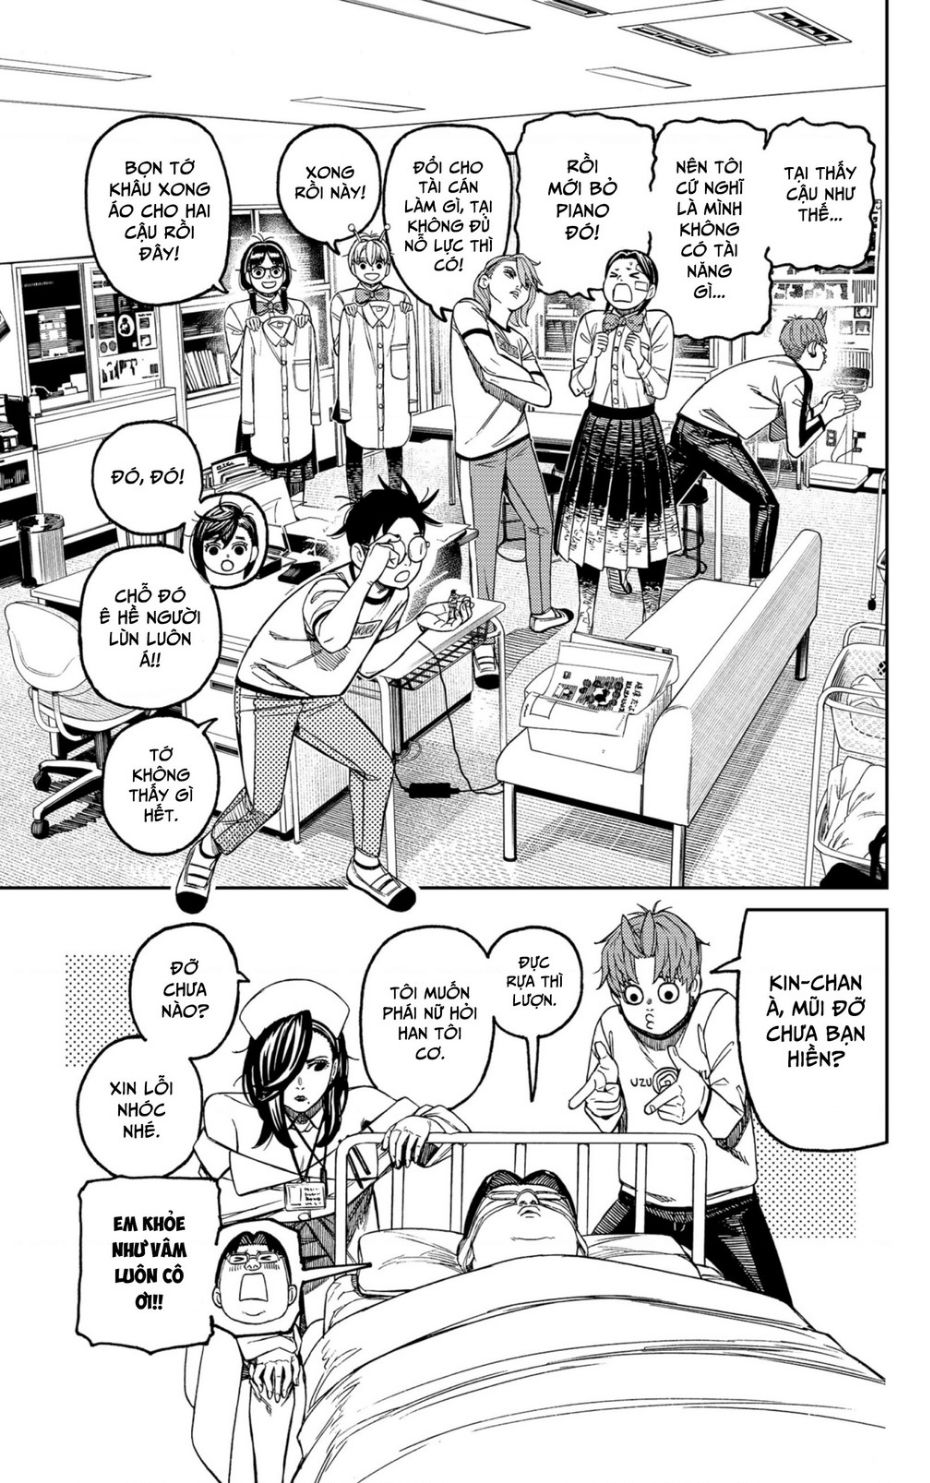 TẠI THẤY
CẬU NHƯ
THẾ...
NÊN TÔI
CỨ NGHĨ
LÀ MÌNH
KHÔNG
CÓ TÀI
NĂNG
GÌ...
RỒI
MỚI BỎ
PIANO
ĐÓ!
ĐỔI CHO
TÀI CÁN
LÀM GÌ, TẠI
KHÔNG ĐỦ
NỖ LỰC THÌ
CÓ!
XONG
RỒI NÀY!
BỌN TỚ
KHÂU XONG
ÁO CHO HAI
CẬU RỒI
ĐÂY!
ĐÓ, ĐÓ!
CHỖ ĐÓ
Ê HỀ NGƯỜI
LÙN LUÔN
Á!!
TỚ
KHÔNG
THẤY GÌ
HẾT.
KIN-CHAN
À, MŨI ĐỠ
CHƯA BẠN
HIỀN?
UZU
ĐỰC
RỰA THÌ
LƯỢN.
TÔI MUỐN
PHÁI NỮ HỎI
HAN TÔI
CƠ.
ĐỠ
CHƯA
NÀO?
XIN LỖI
NHÓC
NHÉ.
EM KHỎE
NHƯ VÂM
LUÔN CÔ
ƠI!!